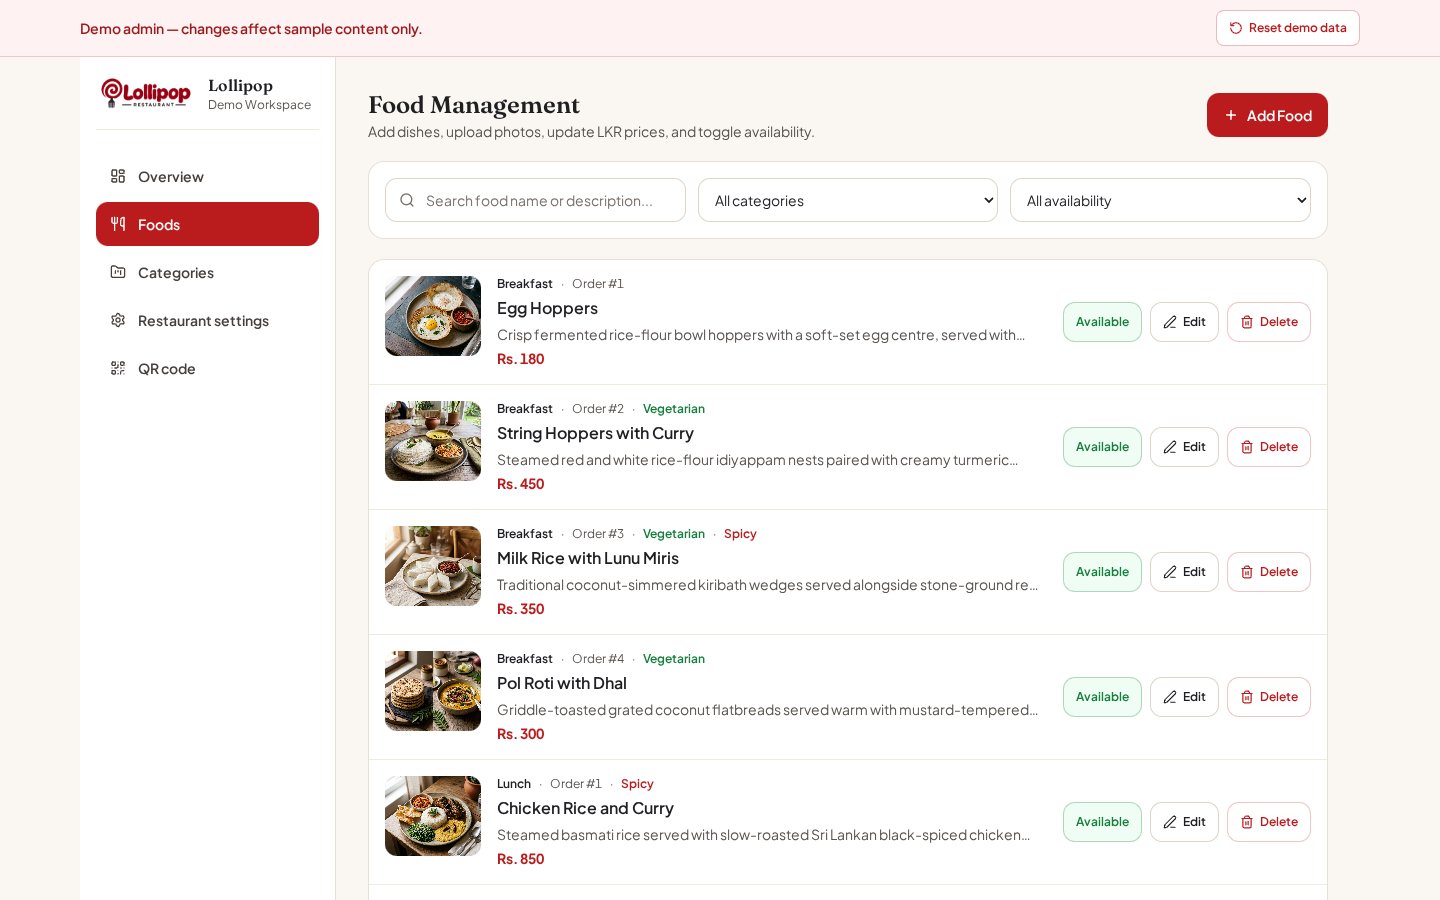 Demo admin — changes affect sample content only.
Reset demo data
Lollipop
RESTAURANT
Lollipop
Demo Workspace
Overview
Foods
Categories
Restaurant settings
QR code
Food Management
Add dishes, upload photos, update LKR prices, and toggle availability.
Add Food
Search food name or description...
All categories
All availability
Breakfast · Order #1
Egg Hoppers
Crisp fermented rice-flour bowl hoppers with a soft-set egg centre, served with…
Rs. 180
Available
Edit
Delete
Breakfast · Order #2 · Vegetarian
String Hoppers with Curry
Steamed red and white rice-flour idiyappam nests paired with creamy turmeric…
Rs. 450
Available
Edit
Delete
Breakfast · Order #3 · Vegetarian · Spicy
Milk Rice with Lunu Miris
Traditional coconut-simmered kiribath wedges served alongside stone-ground re…
Rs. 350
Available
Edit
Delete
Breakfast · Order #4 · Vegetarian
Pol Roti with Dhal
Griddle-toasted grated coconut flatbreads served warm with mustard-tempered…
Rs. 300
Available
Edit
Delete
Lunch · Order #1 · Spicy
Chicken Rice and Curry
Steamed basmati rice served with slow-roasted Sri Lankan black-spiced chicken…
Rs. 850
Available
Edit
Delete